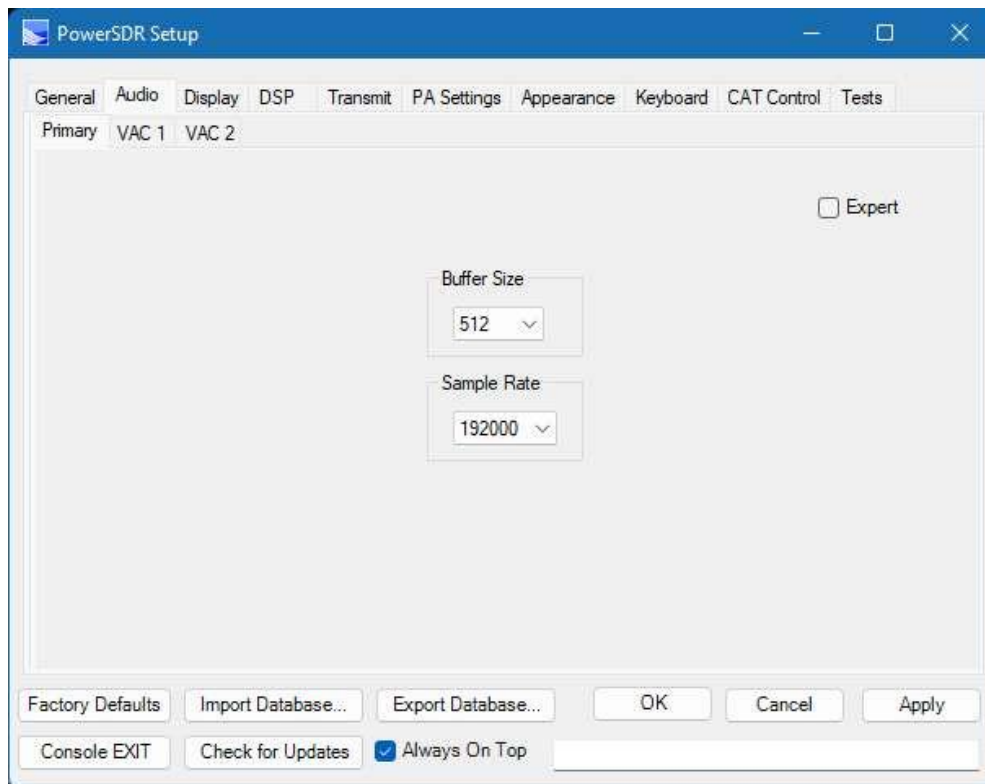 PowerSDR Setup
General Audio Display DSP Transmit PA Settings Appearance Keyboard CAT Control Tests
Primary VAC 1 VAC 2
Expert
Buffer Size
512
Sample Rate
192000
Factory Defaults Import Database... Export Database... OK Cancel Apply
Console EXIT Check for Updates Always On Top